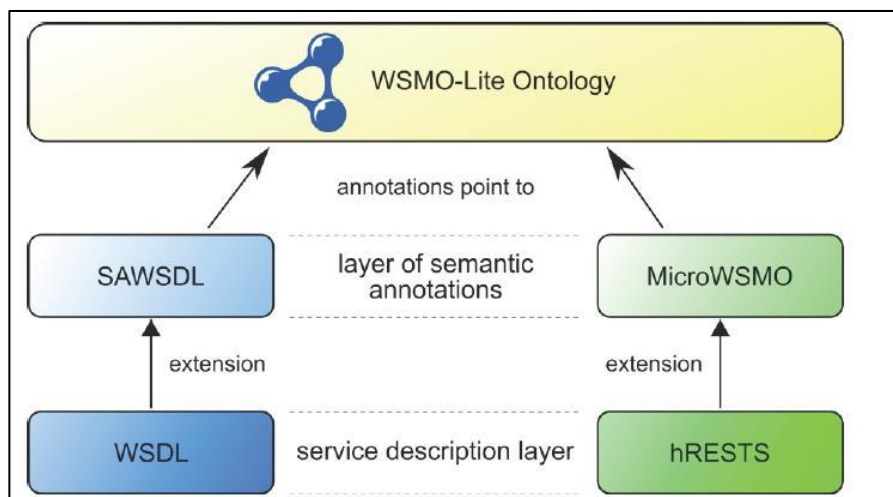 WSMO-Lite Ontology
annotations point to
SAWSDL
layer of semantic
annotations
MicroWSMO
extension
extension
WSDL
service description layer
hRESTS